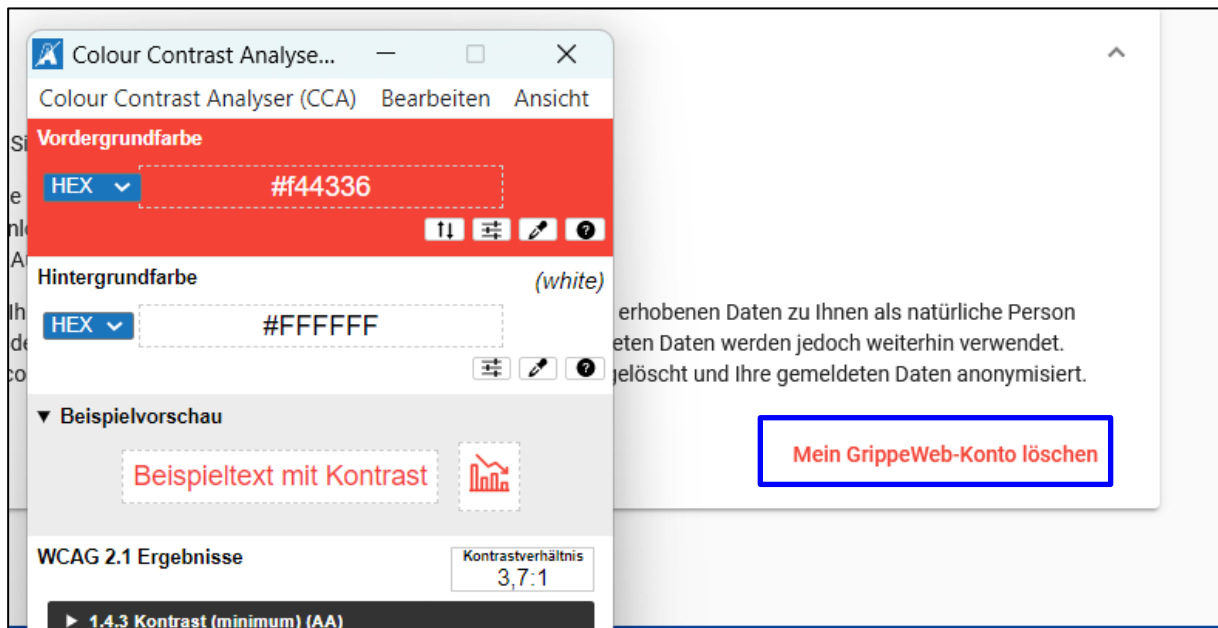 Colour Contrast Analyse...
Colour Contrast Analyser (CCA) Bearbeiten Ansicht
Vordergrundfarbe
HEX #f44336
Hintergrundfarbe (white)
HEX #FFFFFF
erhobenen Daten zu Ihnen als natürliche Person
eten Daten werden jedoch weiterhin verwendet.
gelöscht und Ihre gemeldeten Daten anonymisiert.
Beispielvorschau
Beispieltext mit Kontrast
Mein GrippeWeb-Konto löschen
WCAG 2.1 Ergebnisse
Kontrastverhältnis
3,7:1
1.4.3 Kontrast (minimum) (AA)